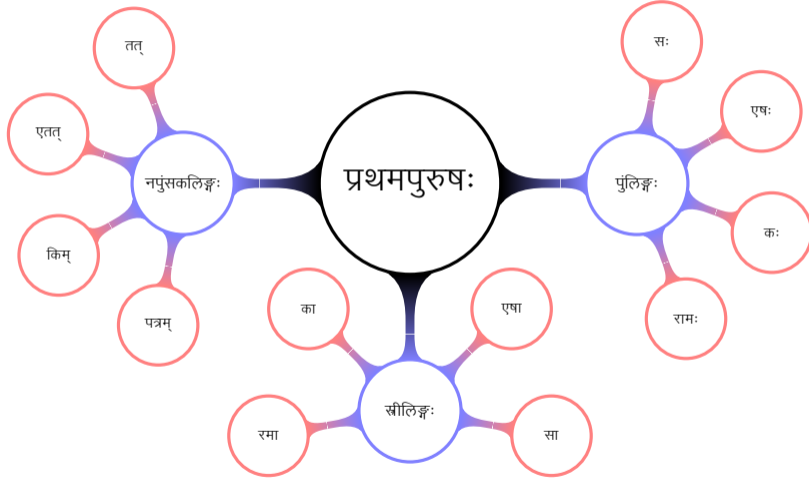 प्रथमपुरुषः
पुंलिङ्गः
सः
एषः
कः
रामः
स्त्रीलिङ्गः
एषा
सा
रमा
का
नपुंसकलिङ्गः
तत्
एतत्
किम्
पत्रम्